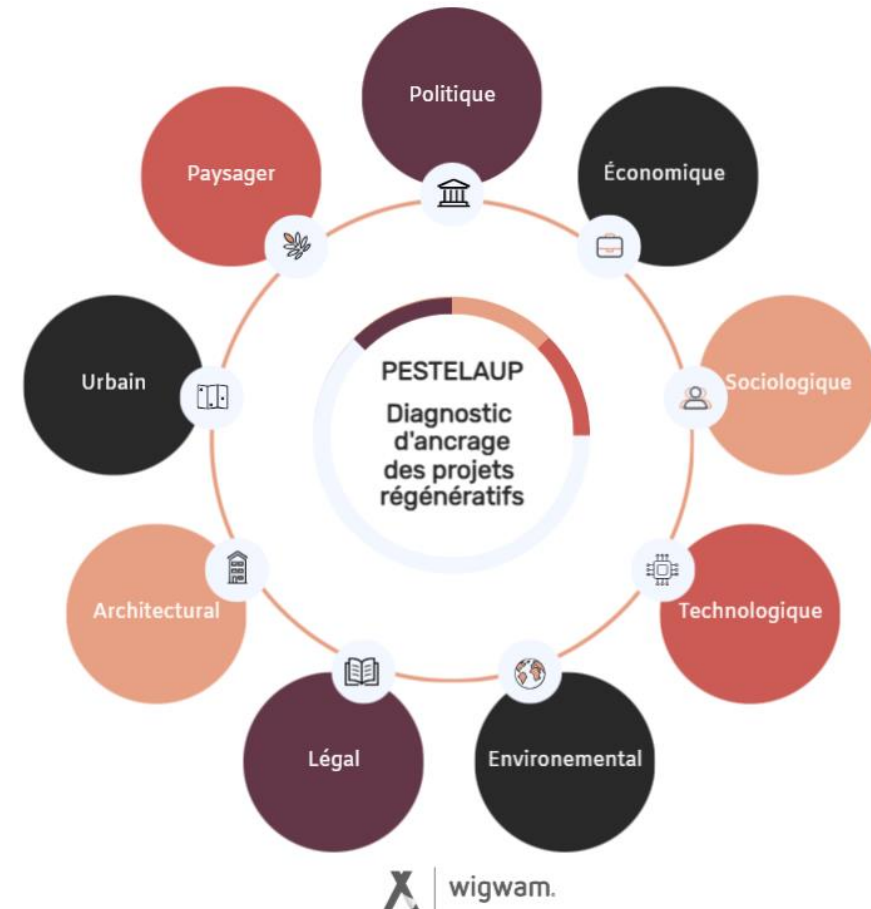 Politique
Économique
Sociologique
Technologique
Environemental
Légal
Architectural
Urbain
Paysager
PESTELAUP
Diagnostic
d'ancrage
des projets
régénératifs
wigwam.